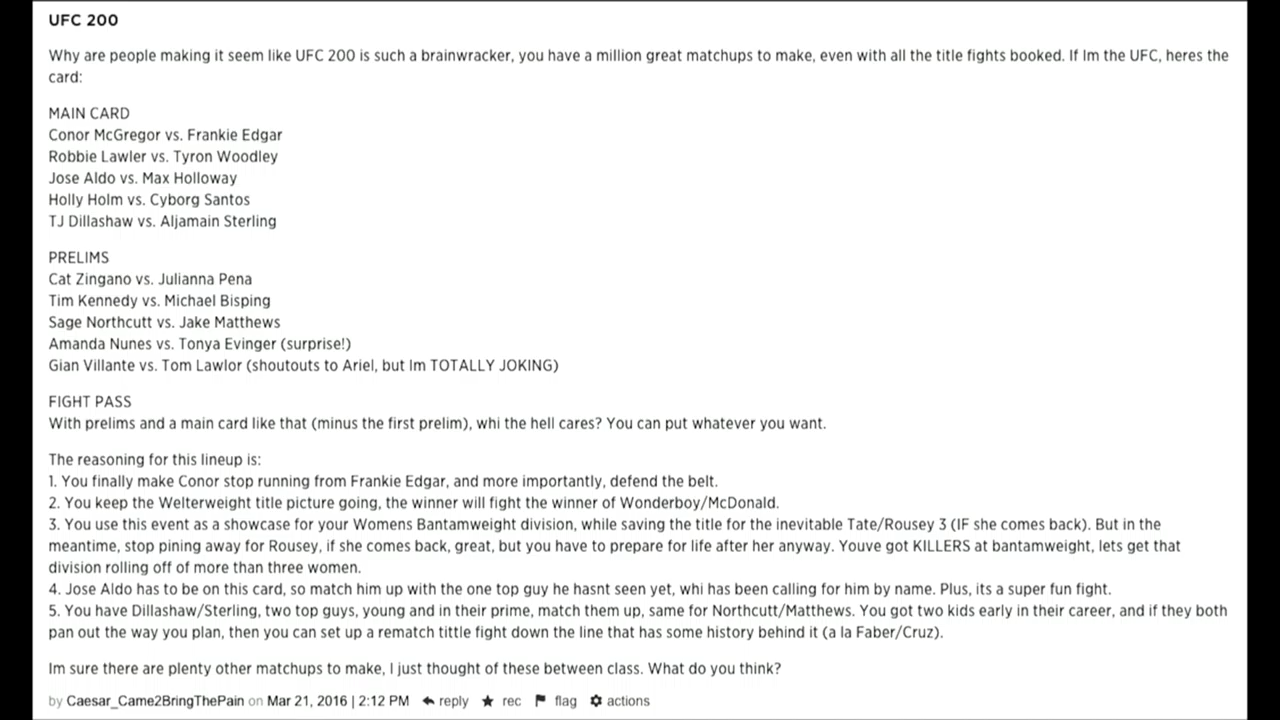 UFC 200
Why are people making it seem like UFC 200 is such a brainwracker, you have a million great matchups to make, even with all the title fights booked. If Im the UFC, heres the
card:
MAIN CARD
Conor McGregor vs. Frankie Edgar
Robbie Lawler vs. Tyron Woodley
Jose Aldo vs. Max Holloway
Holly Holm vs. Cyborg Santos
TJ Dillashaw vs. Aljamain Sterling
PRELIMS
Cat Zingano vs. Julianna Pena
Tim Kennedy vs. Michael Bisping
Sage Northcutt vs. Jake Matthews
Amanda Nunes vs. Tonya Evinger (surprise!)
Gian Villante vs. Tom Lawlor (shoutouts to Ariel, but Im TOTALLY JOKING)
FIGHT PASS
With prelims and a main card like that (minus the first prelim), whi the hell cares? You can put whatever you want.
The reasoning for this lineup is:
1. You finally make Conor stop running from Frankie Edgar, and more importantly, defend the belt.
2. You keep the Welterweight title picture going, the winner will fight the winner of Wonderboy/McDonald.
3. You use this event as a showcase for your Womens Bantamweight division, while saving the title for the inevitable Tate/Rousey 3 (IF she comes back). But in the
meantime, stop pining away for Rousey, if she comes back, great, but you have to prepare for life after her anyway. Youve got KILLERS at bantamweight, lets get that
division rolling off of more than three women.
4. Jose Aldo has to be on this card, so match him up with the one top guy he hasnt seen yet, whi has been calling for him by name. Plus, its a super fun fight.
5. You have Dillashaw/Sterling, two top guys, young and in their prime, match them up, same for Northcutt/Matthews. You got two kids early in their career, and if they both
pan out the way you plan, then you can set up a rematch tittle fight down the line that has some history behind it (a la Faber/Cruz).
Im sure there are plenty other matchups to make, I just thought of these between class. What do you think?
by Caesar_Came2BringThePain on Mar 21, 2016 | 2:12 PM reply rec flag actions